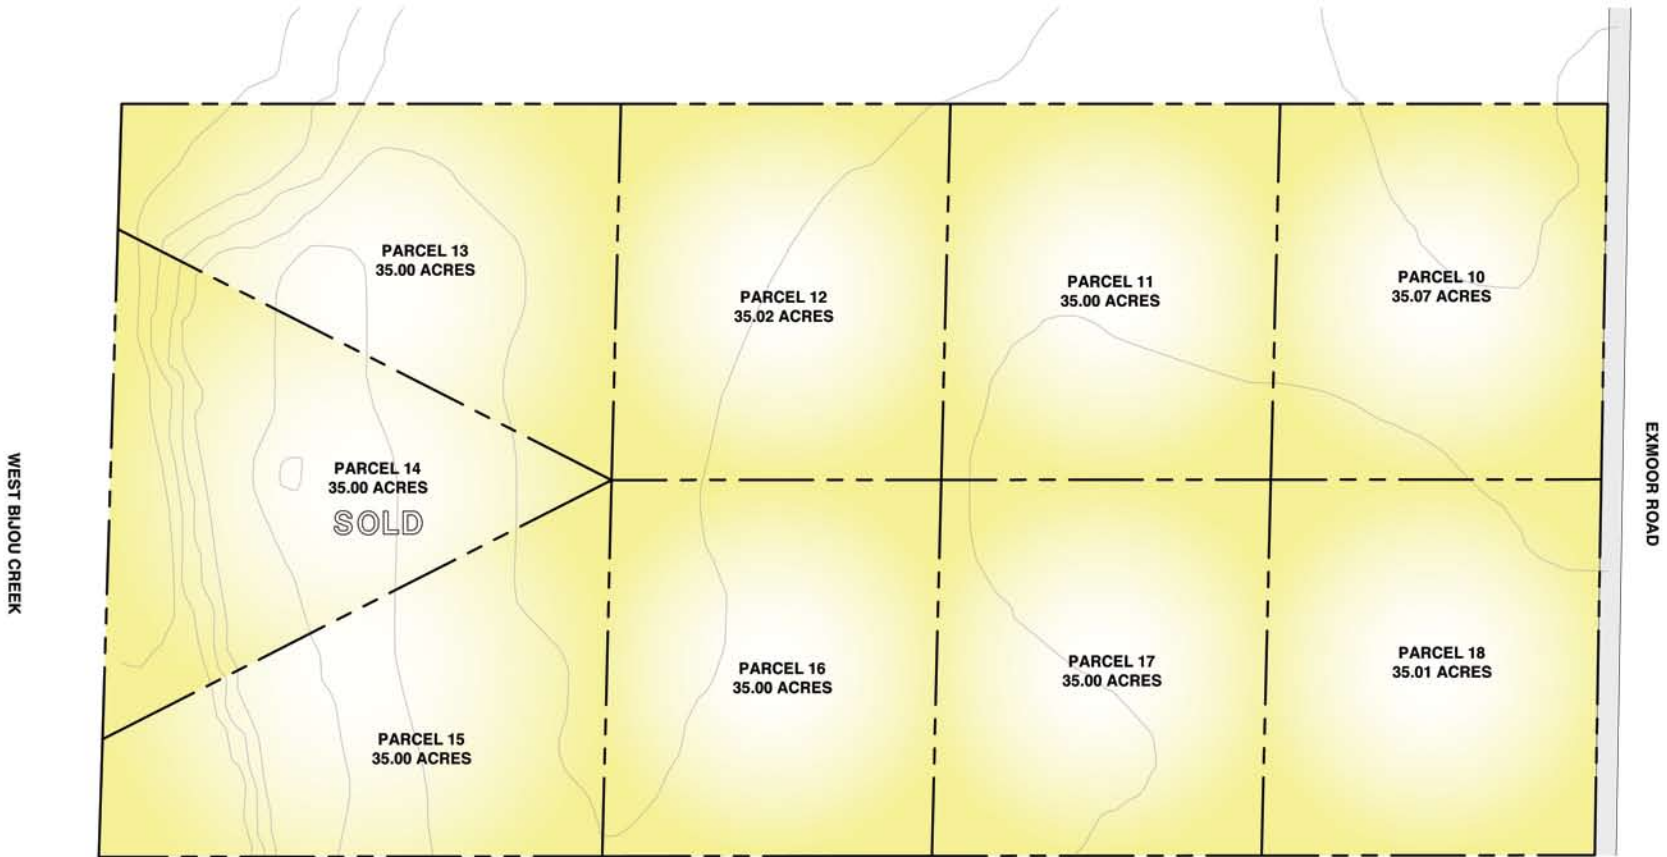 PARCEL 13
35.00 ACRES
PARCEL 12
35.02 ACRES
PARCEL 11
35.00 ACRES
PARCEL 10
35.07 ACRES
WEST BIJOU CREEK
PARCEL 14
35.00 ACRES
SOLD
EXMOOR ROAD
PARCEL 15
35.00 ACRES
PARCEL 16
35.00 ACRES
PARCEL 17
35.00 ACRES
PARCEL 18
35.01 ACRES